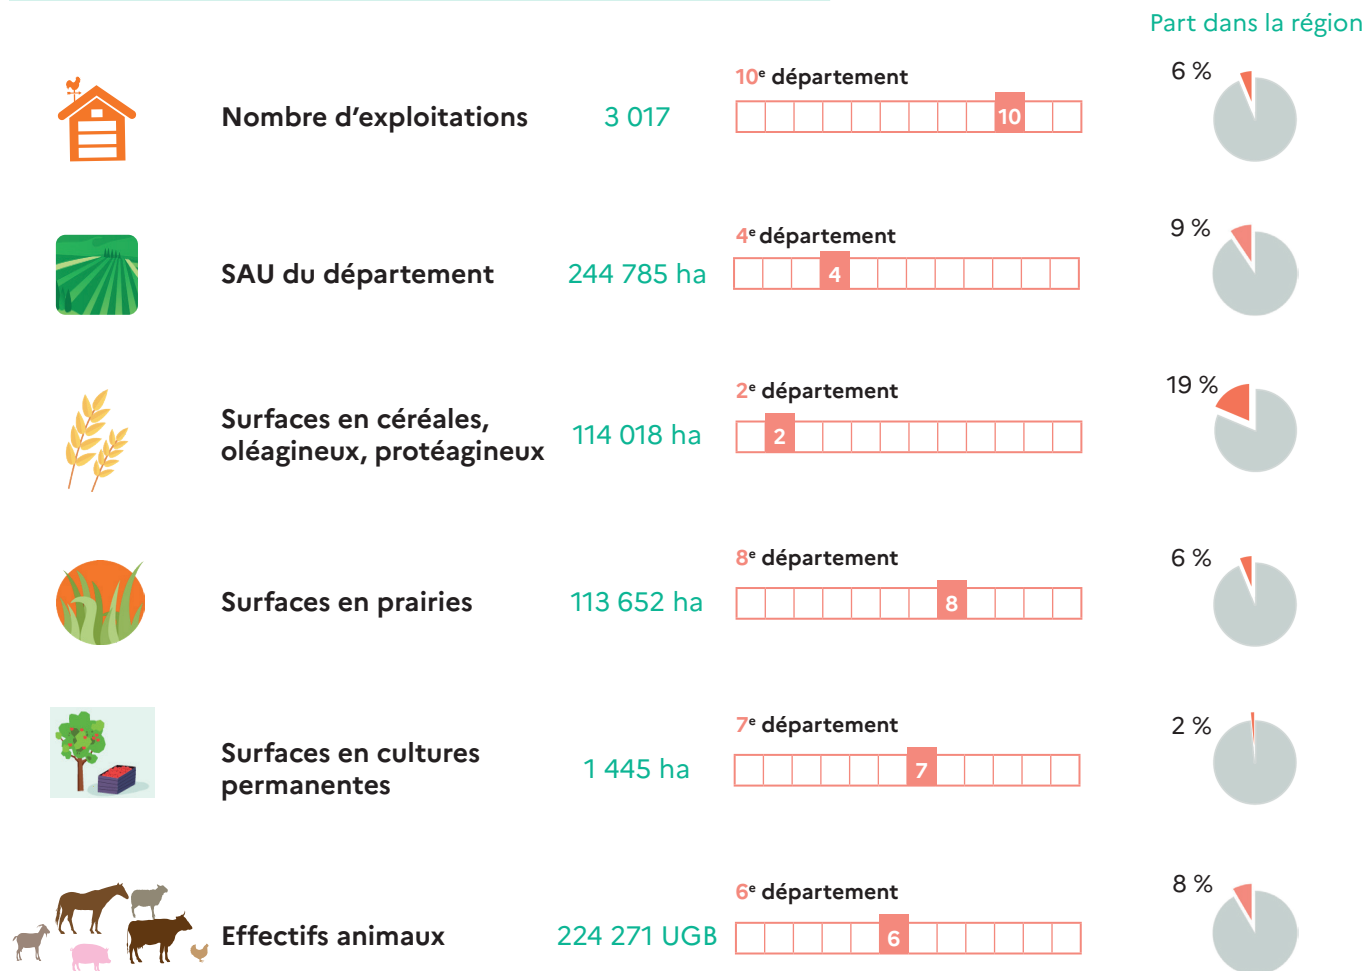 Part dans la région
Nombre d’exploitations
3 017
10e département
10
6 %
SAU du département
244 785 ha
4e département
4
9 %
Surfaces en céréales,
oléagineux, protéagineux
114 018 ha
2e département
2
19 %
Surfaces en prairies
113 652 ha
8e département
8
6 %
Surfaces en cultures
permanentes
1 445 ha
7e département
7
2 %
Effectifs animaux
224 271 UGB
6e département
6
8 %